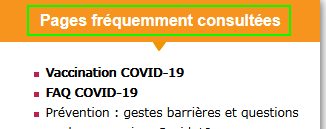 Pages fréquemment consultées
Vaccination COVID-19
FAQ COVID-19
Prévention : gestes barrières et questions